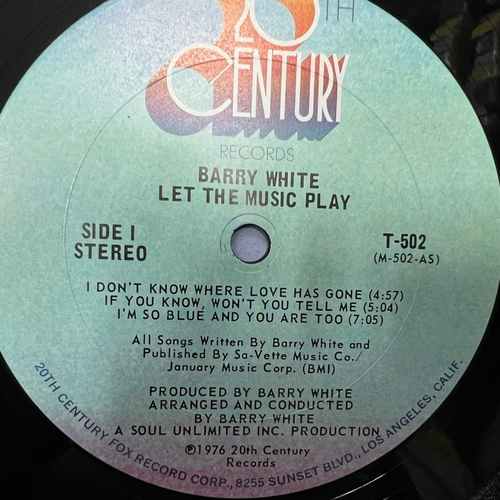 20TH
CENTURY
RECORDS
BARRY WHITE
LET THE MUSIC PLAY
SIDE I
STEREO
T-502
(M-502-AS)
I DON'T KNOW WHERE LOVE HAS GONE (4:57)
IF YOU KNOW, WON'T YOU TELL ME (5:04)
I'M SO BLUE AND YOU ARE TOO (7:05)
All Songs Written By Barry White and
Published By Sa-Vette Music Co./
January Music Corp. (BMI)
PRODUCED BY BARRY WHITE
ARRANGED AND CONDUCTED
BY BARRY WHITE
A SOUL UNLIMITED INC. PRODUCTION
℗1976 20th Century
Records
20TH CENTURY FOX RECORD CORP., 8255 SUNSET BLVD., LOS ANGELES, CALIF.